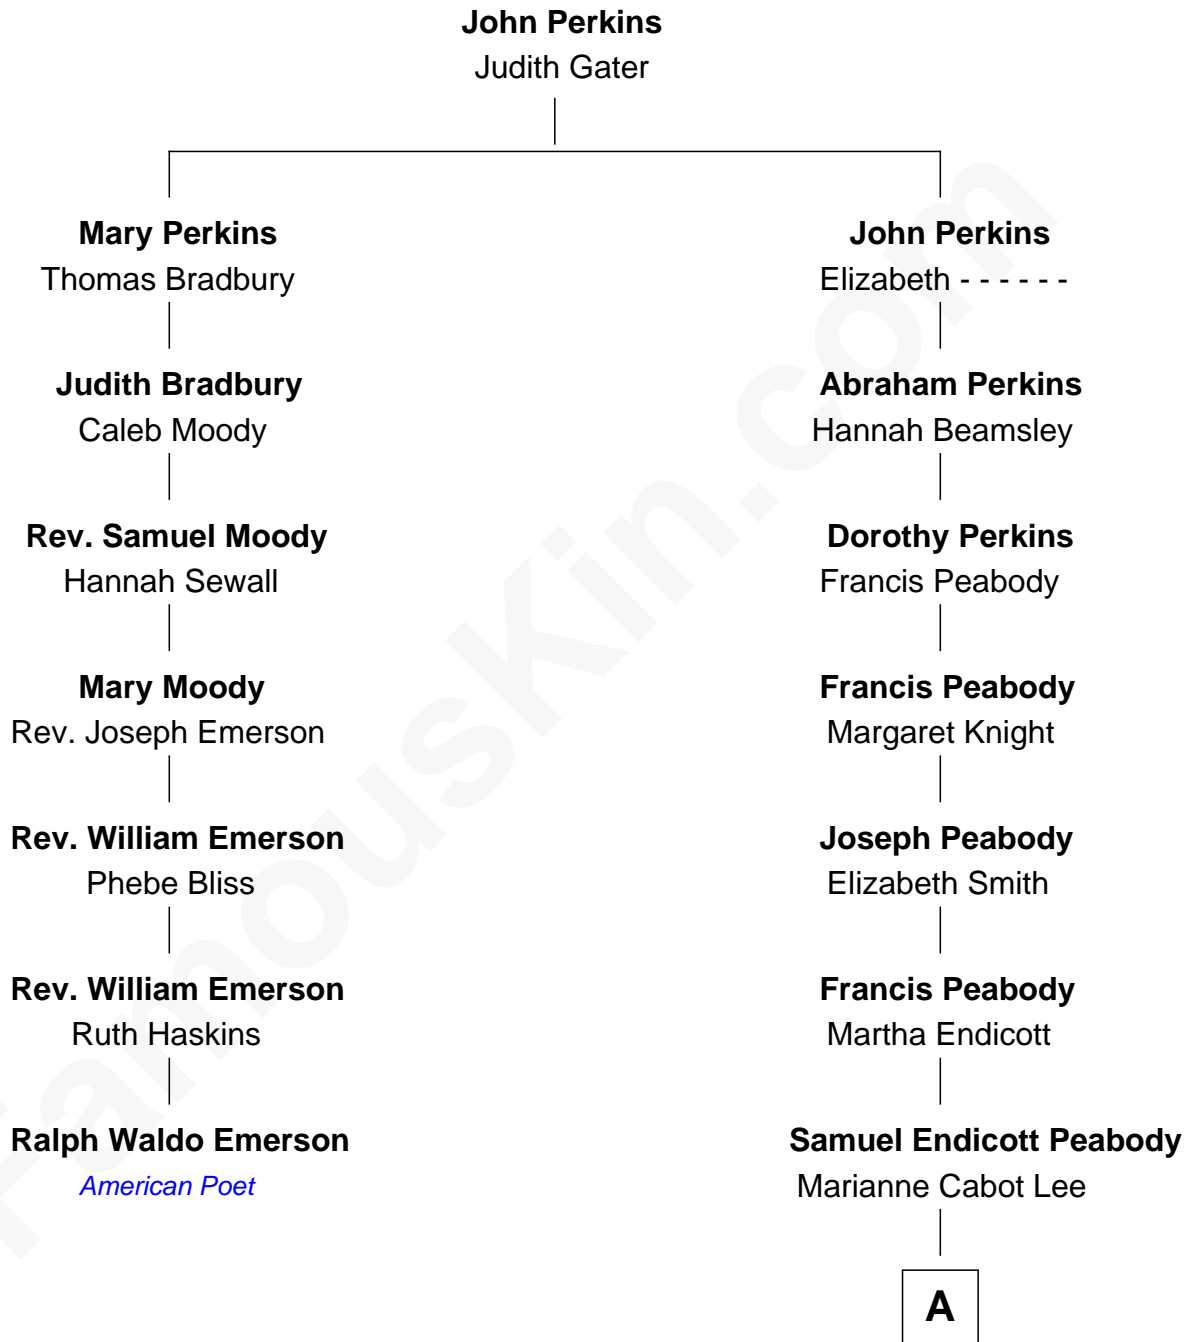 John Perkins
Judith Gater
Mary Perkins
Thomas Bradbury
John Perkins
Elizabeth - - - - - -
Judith Bradbury
Caleb Moody
Abraham Perkins
Hannah Beamsley
Rev. Samuel Moody
Hannah Sewall
Dorothy Perkins
Francis Peabody
Mary Moody
Rev. Joseph Emerson
Francis Peabody
Margaret Knight
Rev. William Emerson
Phebe Bliss
Joseph Peabody
Elizabeth Smith
Rev. William Emerson
Ruth Haskins
Francis Peabody
Martha Endicott
Ralph Waldo Emerson
American Poet
Samuel Endicott Peabody
Marianne Cabot Lee
A
FamousKin.com